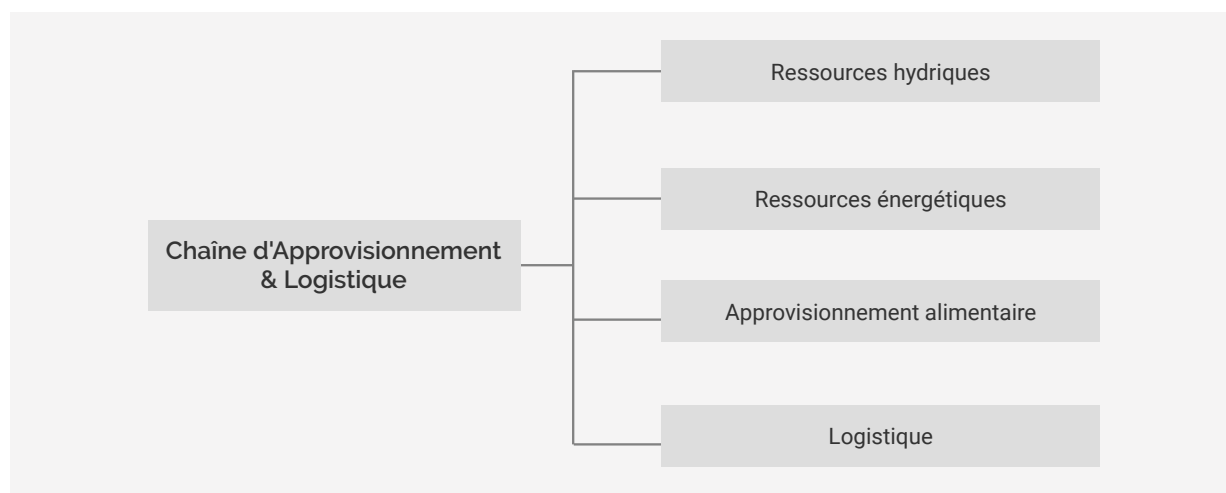 Ressources hydriques
Ressources énergétiques
Chaîne d'Approvisionnement
& Logistique
Approvisionnement alimentaire
Logistique